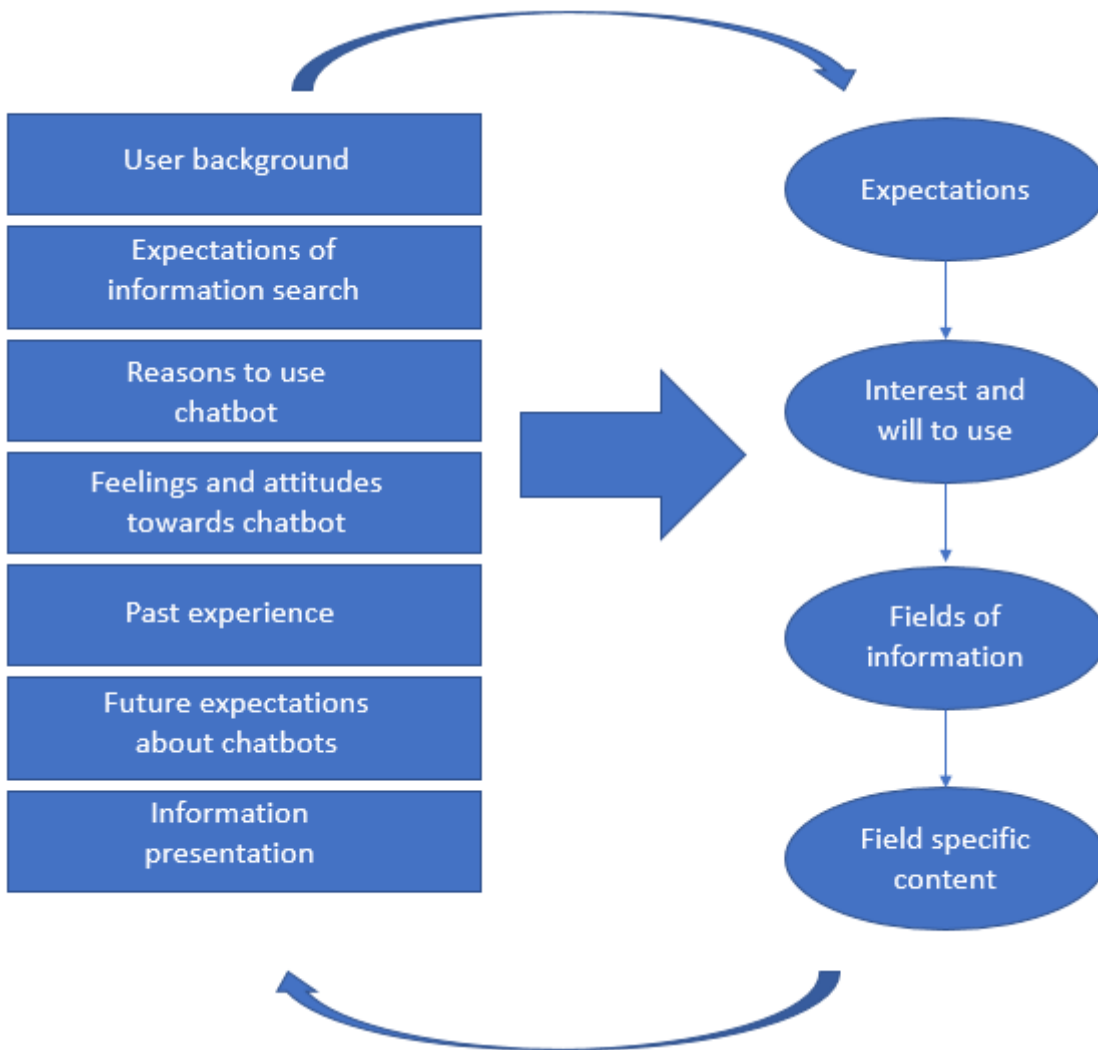 User background
Expectations of
information search
Reasons to use
chatbot
Feelings and attitudes
towards chatbot
Past experience
Future expectations
about chatbots
Information
presentation
Expectations
Interest and
will to use
Fields of
information
Field specific
content